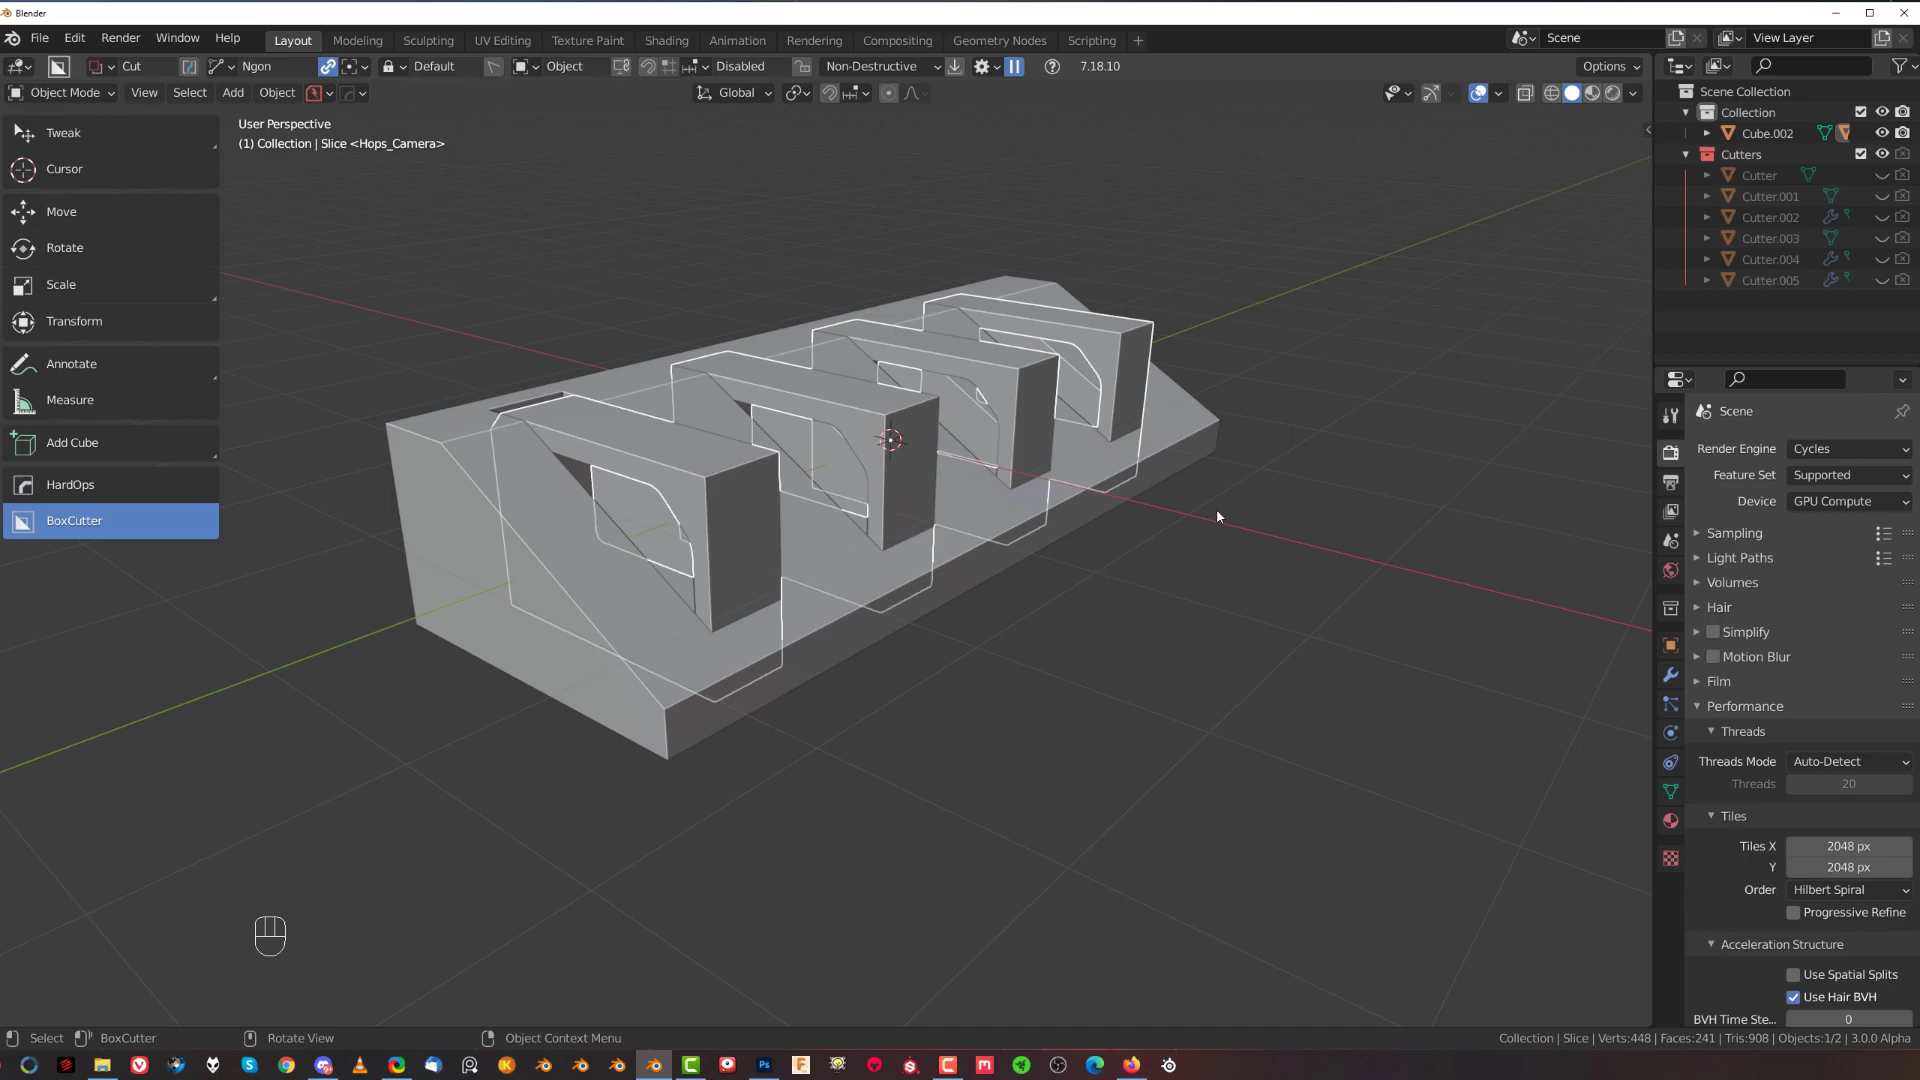 Blender
File Edit Render Window Help
Layout Modeling Sculpting UV Editing Texture Paint Shading Animation Rendering Compositing Geometry Nodes Scripting +
Scene
View Layer
Cut Ngon Default Object Disabled Non-Destructive 7.18.10 Options
Object Mode View Select Add Object Global
Tweak
Cursor
Move
Rotate
Scale
Transform
Annotate
Measure
Add Cube
HardOps
BoxCutter
User Perspective
(1) Collection | Slice <Hops_Camera>
Scene Collection
Collection
Cube.002
Cutters
Cutter
Cutter.001
Cutter.002
Cutter.003
Cutter.004
Cutter.005
Scene
Render Engine Cycles
Feature Set Supported
Device GPU Compute
Sampling
Light Paths
Volumes
Hair
Simplify
Motion Blur
Film
Performance
Threads
Threads Mode Auto-Detect
Threads 20
Tiles
Tiles X 2048 px
Y 2048 px
Order Hilbert Spiral
Progressive Refine
Acceleration Structure
Use Spatial Splits
Use Hair BVH
BVH Time Ste... 0
Select BoxCutter Rotate View Object Context Menu
Collection | Slice | Verts:448 | Faces:241 | Tris:908 | Objects:1/2 | 3.0.0 Alpha